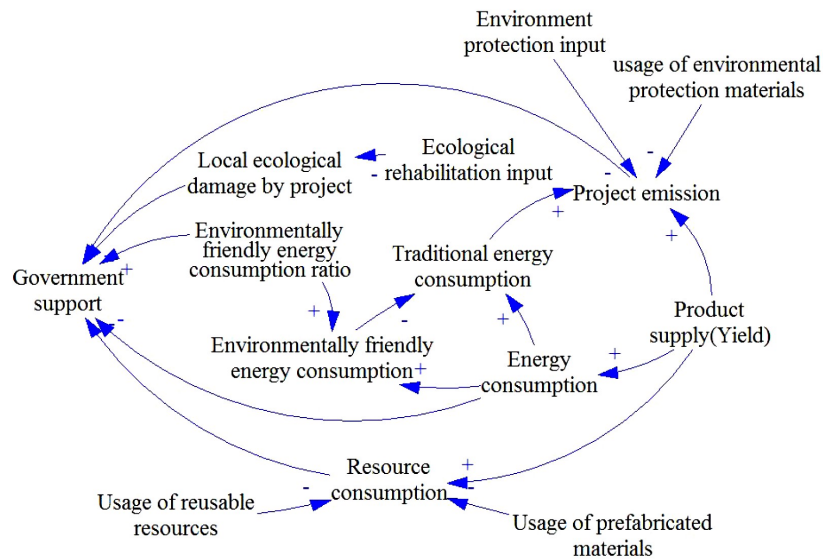 Environment
protection input
usage of environmental
protection materials
-
Ecological
rehabilitation input
-
Local ecological
damage by project
-
Project emission
+
+
Environmentally
friendly energy
consumption ratio
+
Traditional energy
consumption
Government
support
- -
+
-
+
Product
supply(Yield)
Environmentally friendly
energy consumption
+
Energy
consumption
+
Resource
consumption
+
-
-
Usage of reusable
resources
Usage of prefabricated
materials